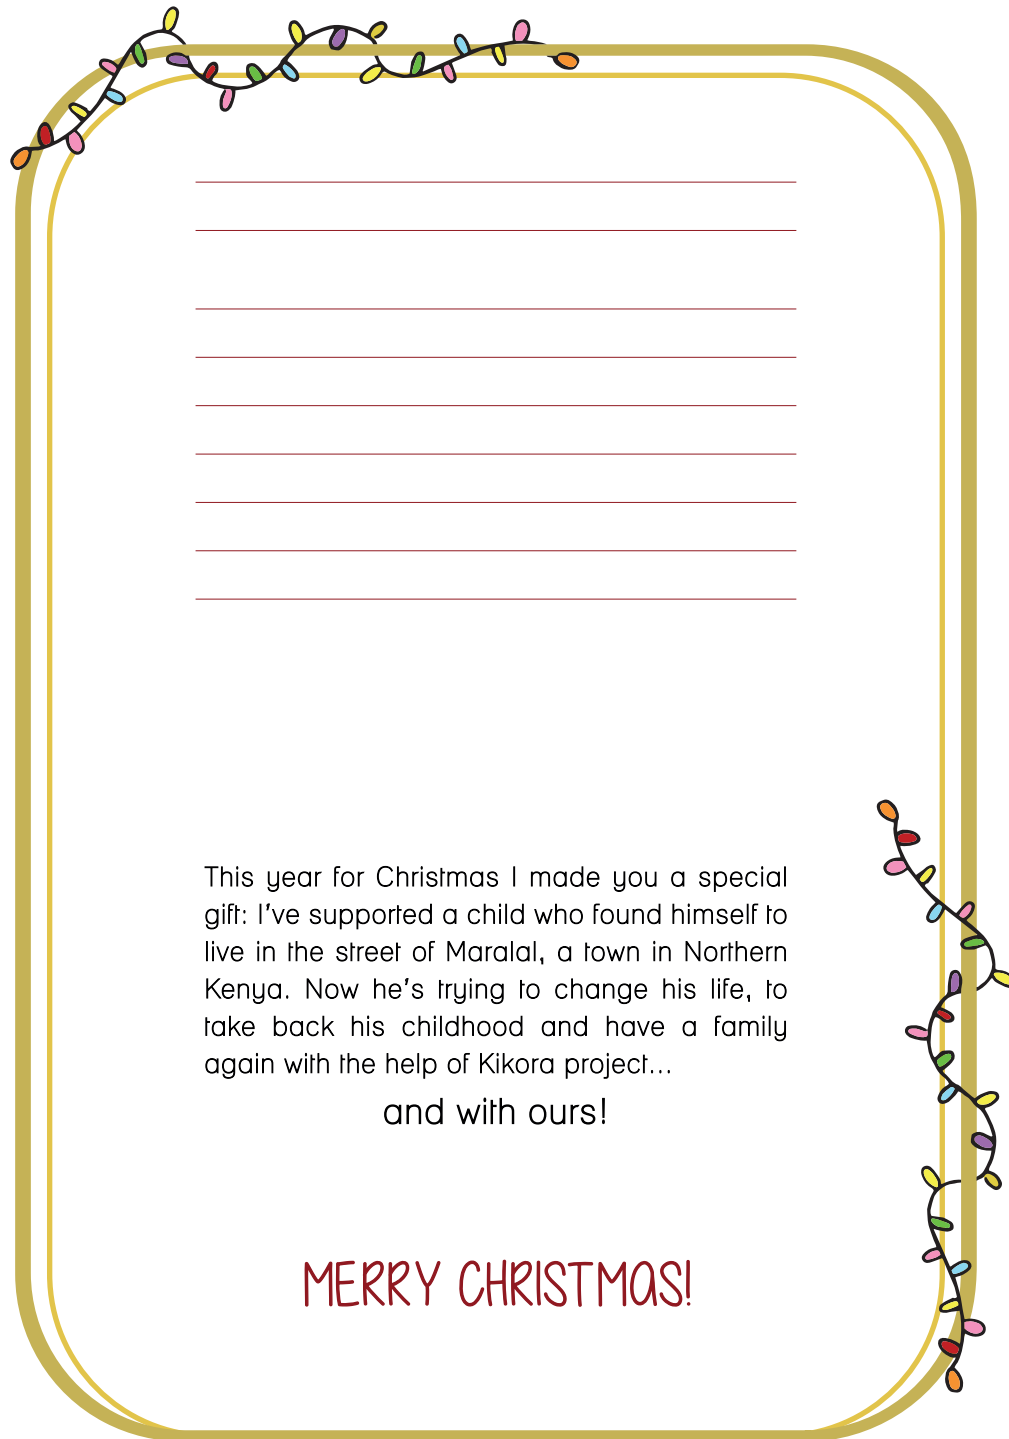 This year for Christmas I made you a special
gift: I've supported a child who found himself to
live in the street of Maralal, a town in Northern
Kenya. Now he's trying to change his life, to
take back his childhood and have a family
again with the help of Kikora project...
and with ours!
MERRY CHRISTMAS!